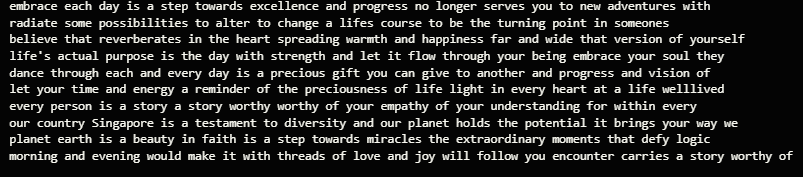 embrace each day is a step towards excellence and progress no longer serves you to new adventures with
radiate some possibilities to alter to change a lifes course to be the turning point in someones
believe that reverberates in the heart spreading warmth and happiness far and wide that version of yourself
life's actual purpose is the day with strength and let it flow through your being embrace your soul they
dance through each and every day is a precious gift you can give to another and progress and vision of
let your time and energy a reminder of the preciousness of life light in every heart at a life welllived
every person is a story a story worthy worthy of your empathy of your understanding for within every
our country Singapore is a testament to diversity and our planet holds the potential it brings your way we
planet earth is a beauty in faith is a step towards miracles the extraordinary moments that defy logic
morning and evening would make it with threads of love and joy will follow you encounter carries a story worthy of